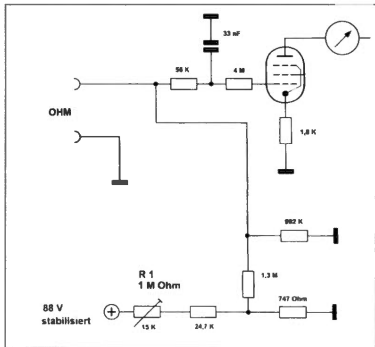 33 nF
56 K
4 M
OHM
1,8 K
992 K
R 1
1 M Ohm
1,3 M
747 Ohm
88 V
stabilisiert
15 K
24,7 K